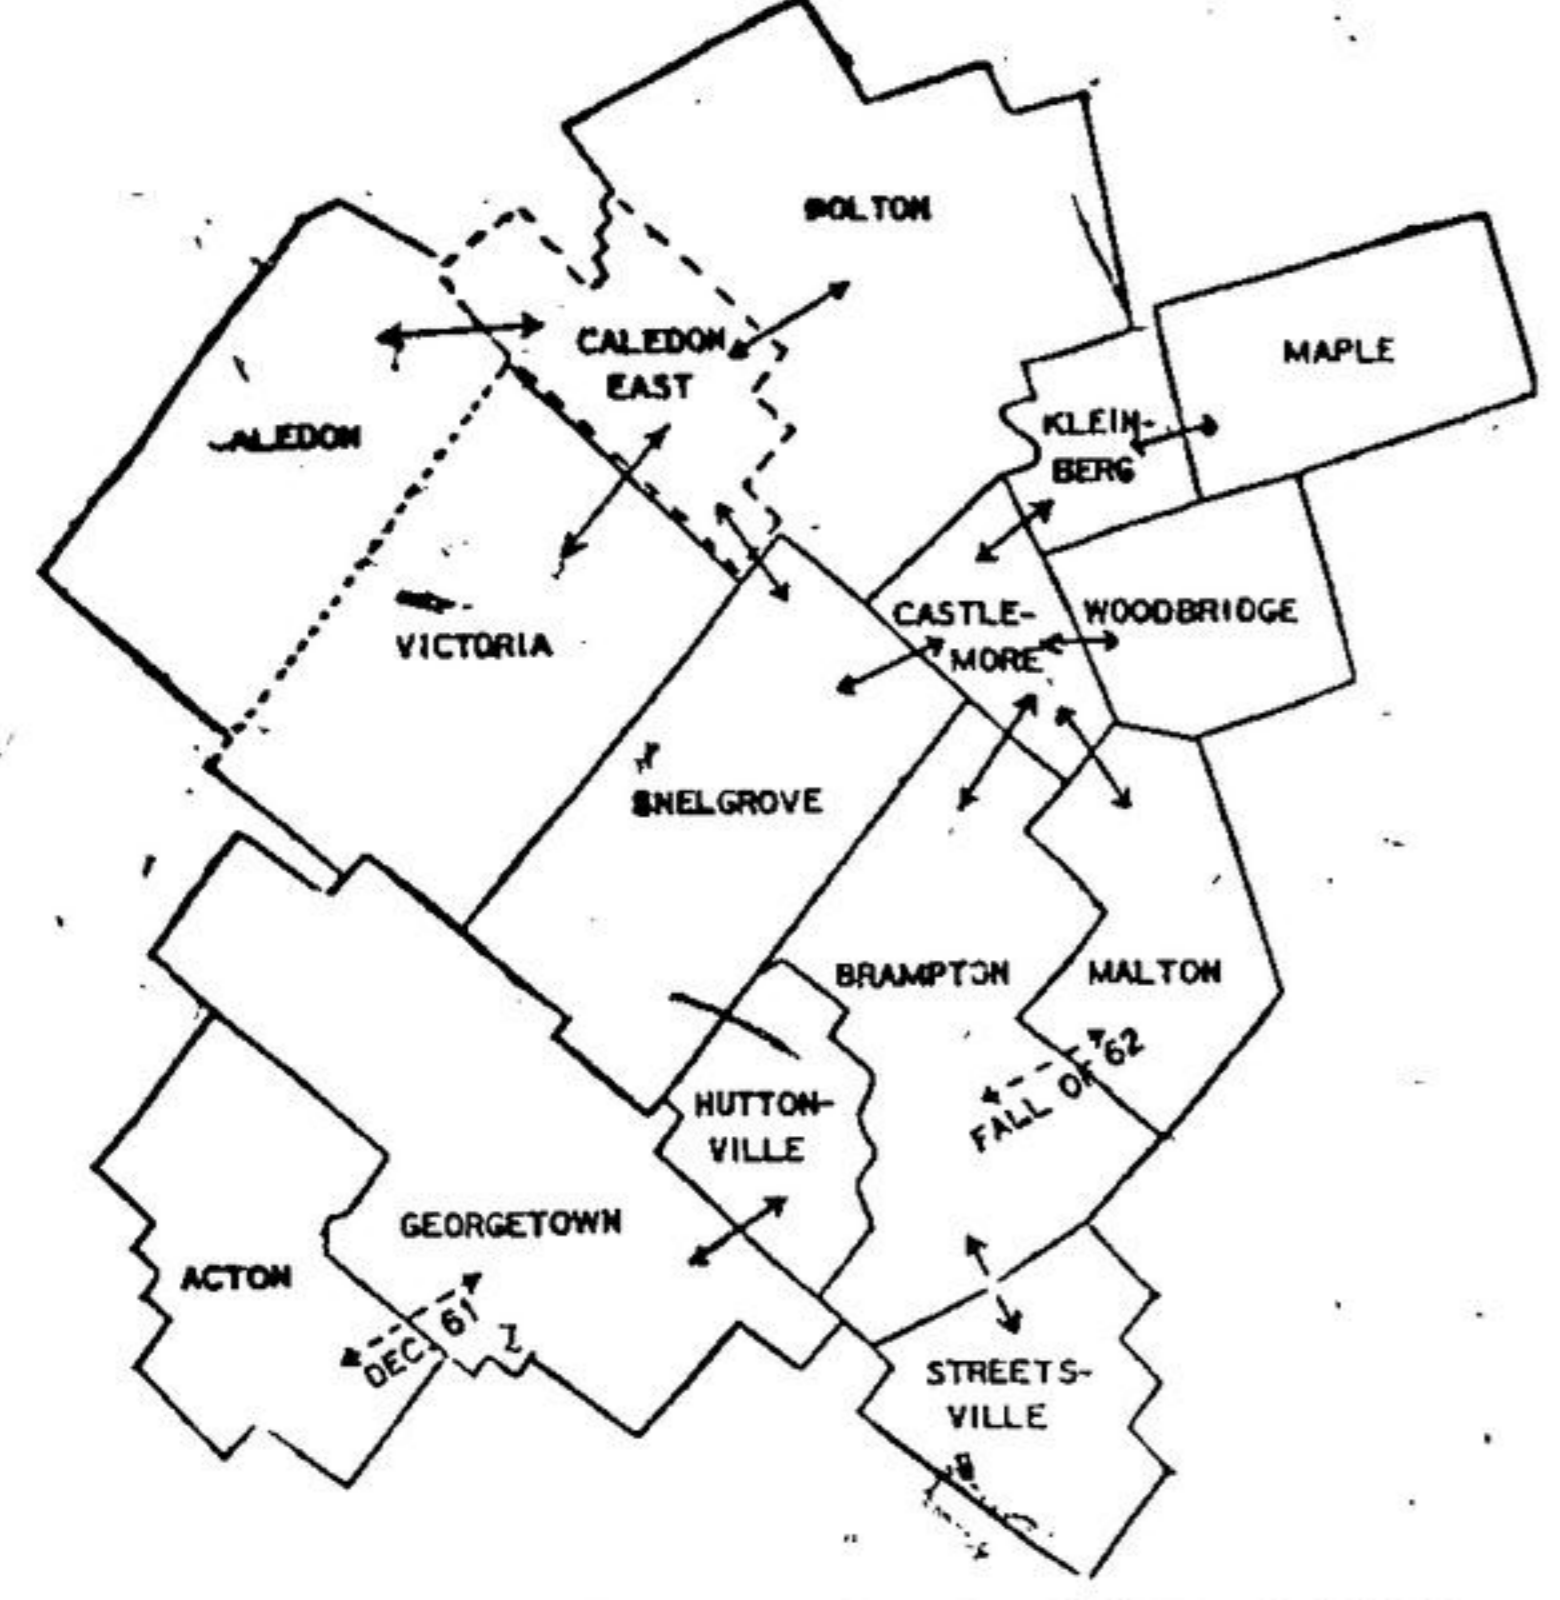 BOLTON
MAPLE
CALEDON
EAST
CALEDON
KLEIN-
BERG
VICTORIA
CASTLE-
MORE
WOODBRIDGE
SNELGROVE
BRAMPTON
MALTON
FALL OF 62
HUTTON-
VILLE
GEORGETOWN
ACTON
DEC. 61
STREETS-
VILLE